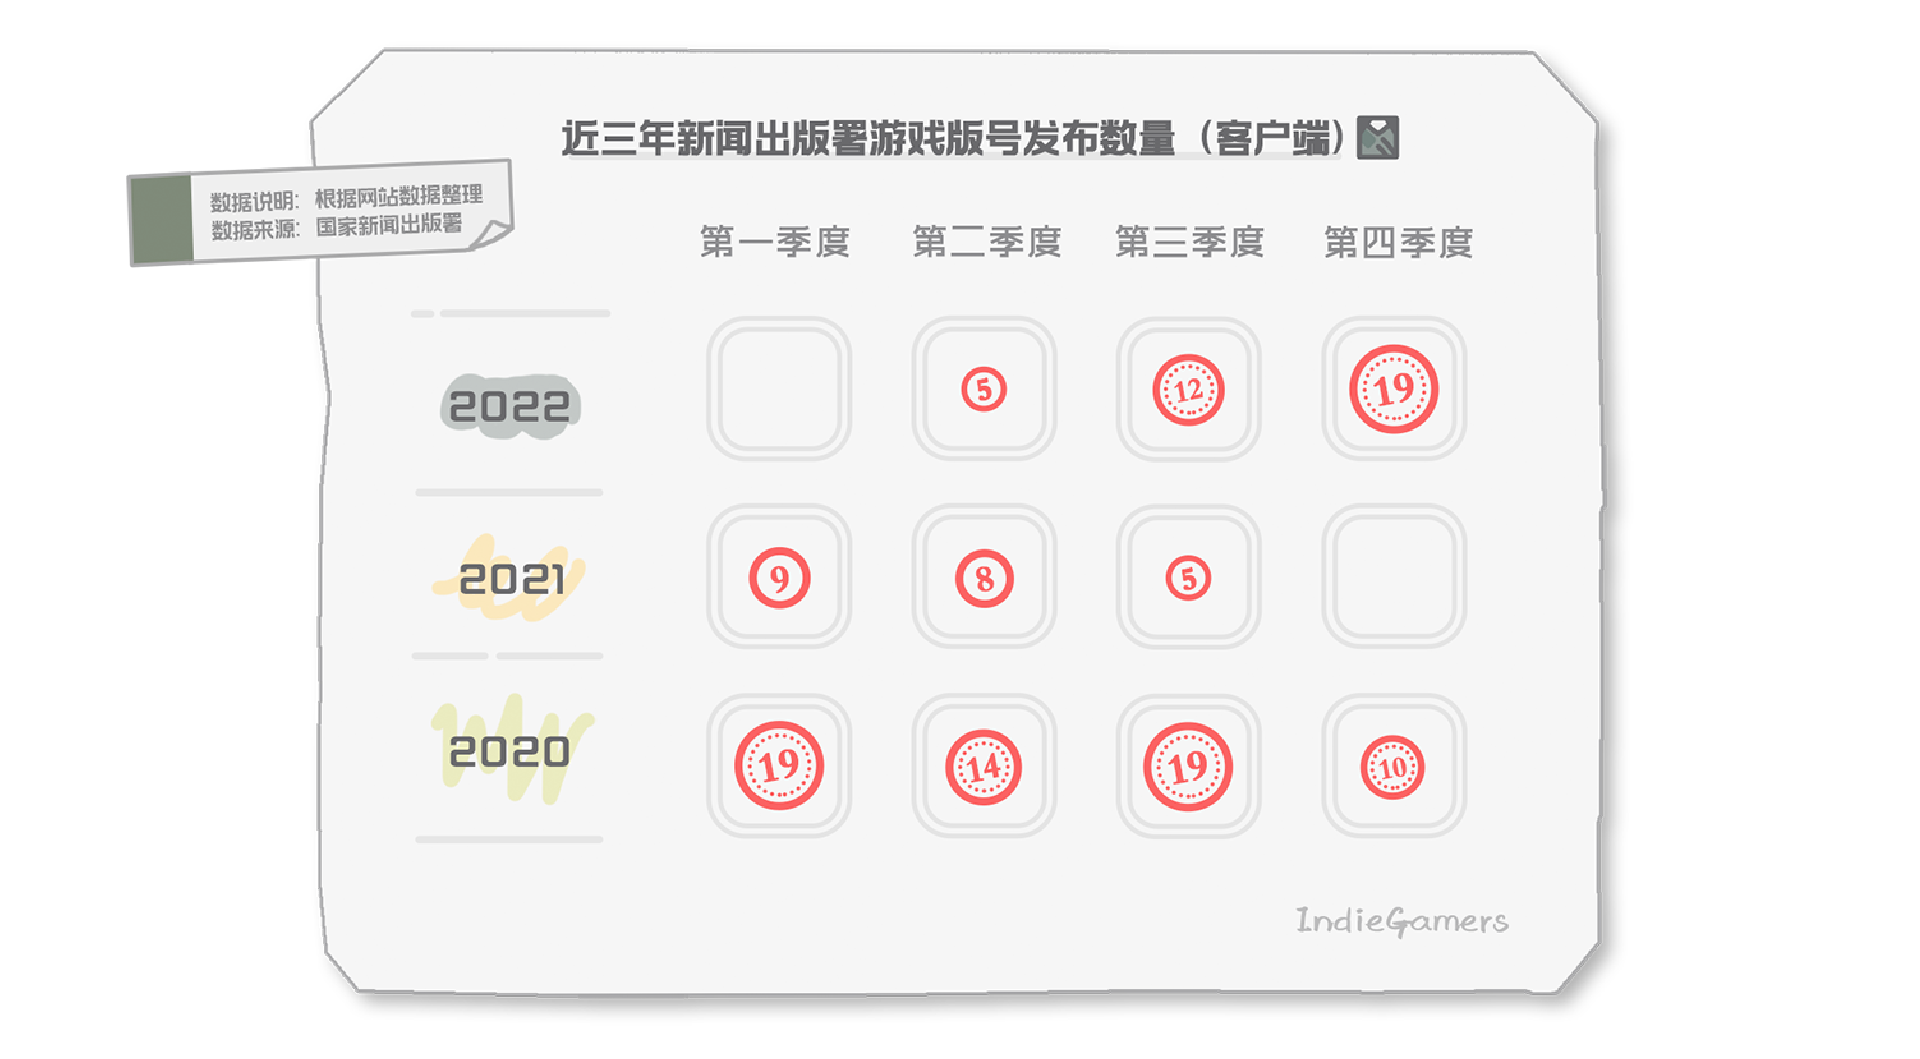 近三年新闻出版署游戏版号发布数量（客户端）
数据说明：根据网站数据整理
数据来源：国家新闻出版署
第一季度 第二季度 第三季度 第四季度
2022 5 12 19
2021 9 8 5
2020 19 14 19 10
IndieGamers